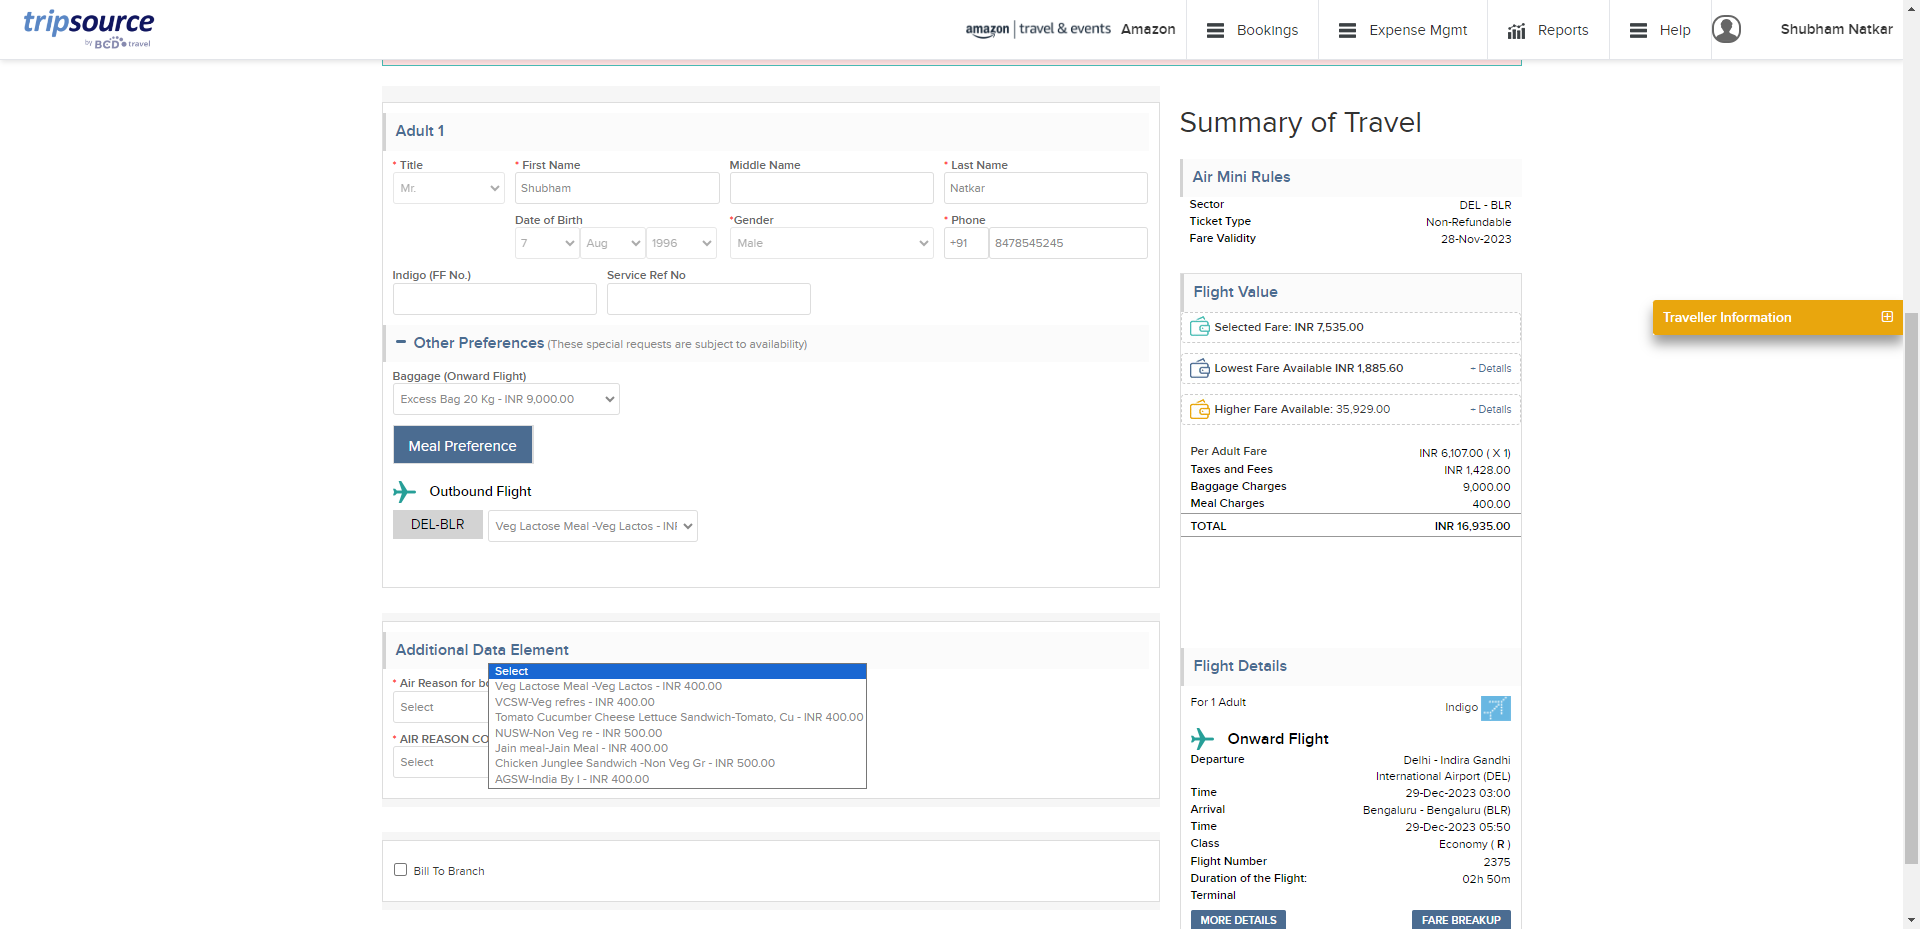 tripsource
by BCD travel
amazon | travel & events Amazon
Bookings
Expense Mgmt
Reports
Help
Shubham Natkar
Adult 1
* Title
* First Name
Middle Name
* Last Name
Mr.
Shubham
Natkar
Date of Birth
*Gender
* Phone
7
Aug
1996
Male
+91
8478545245
Indigo (FF No.)
Service Ref No
− Other Preferences (These special requests are subject to availability)
Baggage (Onward Flight)
Excess Bag 20 Kg - INR 9,000.00
Meal Preference
Outbound Flight
DEL-BLR
Veg Lactose Meal -Veg Lactos - INR
Additional Data Element
* Air Reason for
Select
* AIR REASON CO
Select
Select
Veg Lactose Meal -Veg Lactos - INR 400.00
VCSW-Veg refres - INR 400.00
Tomato Cucumber Cheese Lettuce Sandwich-Tomato, Cu - INR 400.00
NUSW-Non Veg re - INR 500.00
Jain meal-Jain Meal - INR 400.00
Chicken Junglee Sandwich -Non Veg Gr - INR 500.00
AGSW-India By I - INR 400.00
Bill To Branch
Summary of Travel
Air Mini Rules
Sector DEL - BLR
Ticket Type Non-Refundable
Fare Validity 28-Nov-2023
Flight Value
Selected Fare: INR 7,535.00
Lowest Fare Available INR 1,885.60 + Details
Higher Fare Available: 35,929.00 + Details
Per Adult Fare INR 6,107.00 ( X 1)
Taxes and Fees INR 1,428.00
Baggage Charges 9,000.00
Meal Charges 400.00
TOTAL INR 16,935.00
Flight Details
For 1 Adult Indigo
Onward Flight
Departure Delhi - Indira Gandhi
International Airport (DEL)
Time 29-Dec-2023 03:00
Arrival Bengaluru - Bengaluru (BLR)
Time 29-Dec-2023 05:50
Class Economy ( R )
Flight Number 2375
Duration of the Flight: 02h 50m
Terminal
MORE DETAILS FARE BREAKUP
Traveller Information